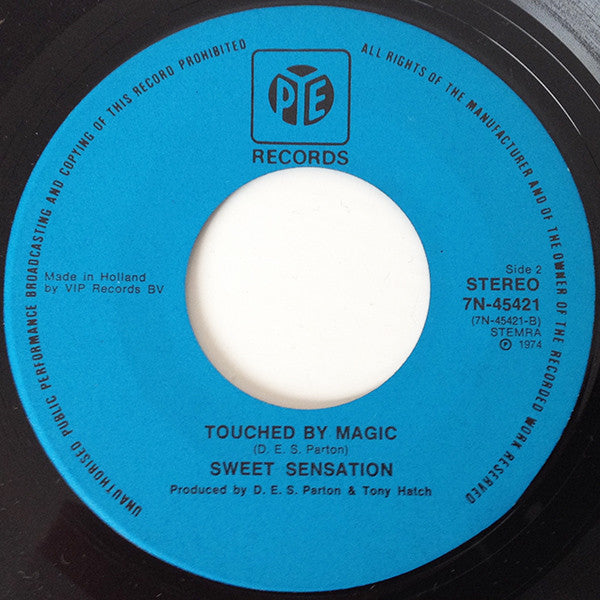 UNAUTHORISED PUBLIC PERFORMANCE BROADCASTING AND COPYING OF THIS RECORD PROHIBITED
ALL RIGHTS OF THE MANUFACTURER AND OF THE OWNER OF THE RECORDED WORK RESERVED
PYE
RECORDS
Made in Holland
by VIP Records BV
Side 2
STEREO
7N-45421
(7N-45421-B)
STEMRA
℗ 1974
TOUCHED BY MAGIC
(D. E. S. Parton)
SWEET SENSATION
Produced by D. E. S. Parton & Tony Hatch